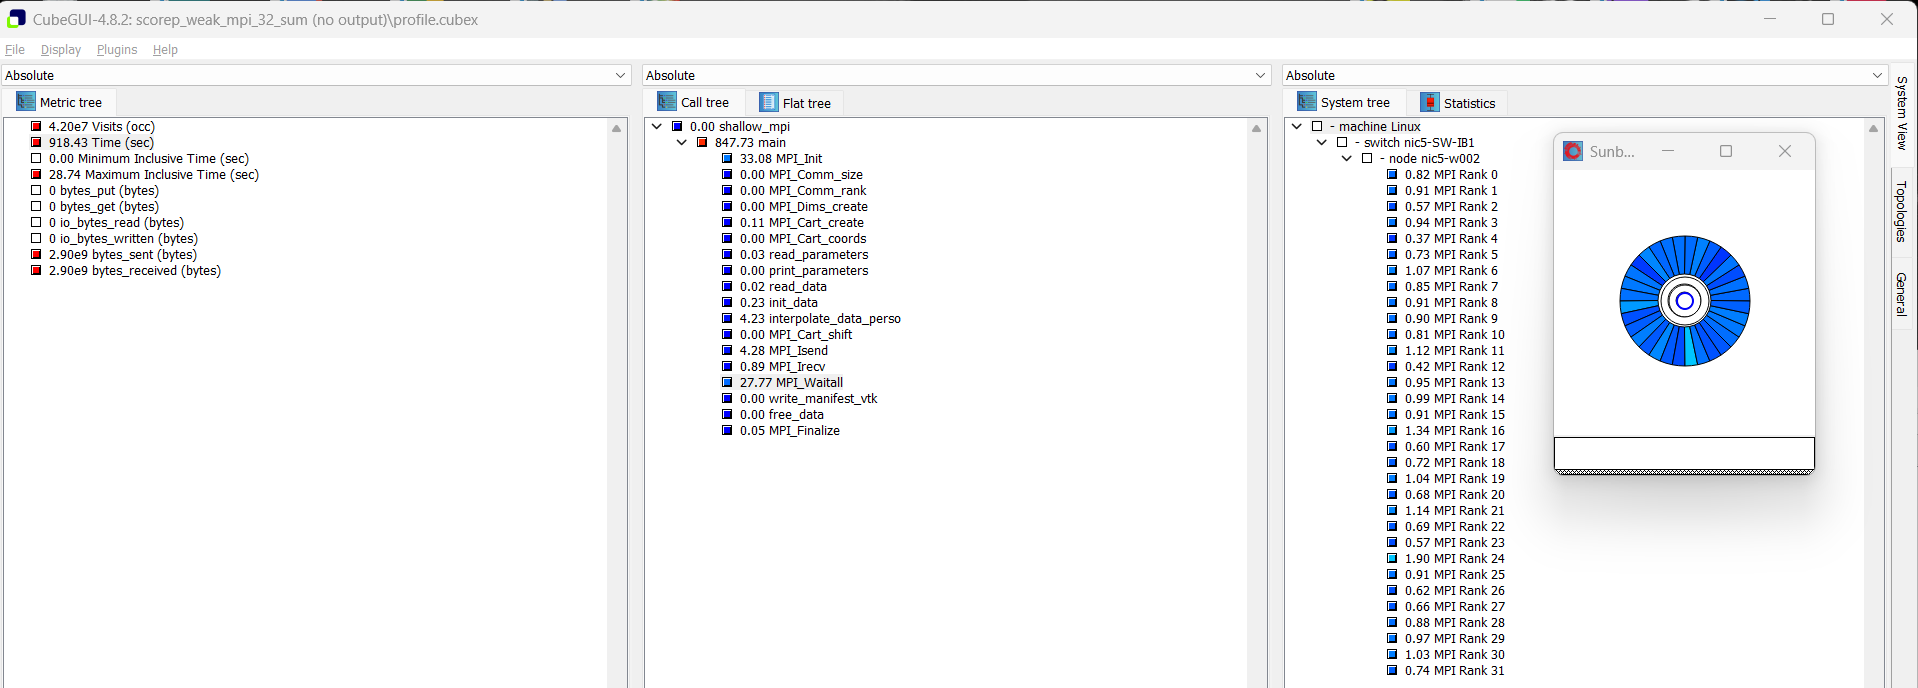 CubeGUI-4.8.2: scorep_weak_mpi_32_sum (no output)\profile.cubex
File Display Plugins Help
Absolute
Metric tree
4.20e7 Visits (occ)
918.43 Time (sec)
0.00 Minimum Inclusive Time (sec)
28.74 Maximum Inclusive Time (sec)
0 bytes_put (bytes)
0 bytes_get (bytes)
0 io_bytes_read (bytes)
0 io_bytes_written (bytes)
2.90e9 bytes_sent (bytes)
2.90e9 bytes_received (bytes)
Absolute
Call tree Flat tree
0.00 shallow_mpi
847.73 main
33.08 MPI_Init
0.00 MPI_Comm_size
0.00 MPI_Comm_rank
0.00 MPI_Dims_create
0.11 MPI_Cart_create
0.00 MPI_Cart_coords
0.03 read_parameters
0.00 print_parameters
0.02 read_data
0.23 init_data
4.23 interpolate_data_perso
0.00 MPI_Cart_shift
4.28 MPI_Isend
0.89 MPI_Irecv
27.77 MPI_Waitall
0.00 write_manifest_vtk
0.00 free_data
0.05 MPI_Finalize
Absolute
System tree Statistics
- machine Linux
- switch nic5-SW-IB1
- node nic5-w002
0.82 MPI Rank 0
0.91 MPI Rank 1
0.57 MPI Rank 2
0.94 MPI Rank 3
0.37 MPI Rank 4
0.73 MPI Rank 5
1.07 MPI Rank 6
0.85 MPI Rank 7
0.91 MPI Rank 8
0.90 MPI Rank 9
0.81 MPI Rank 10
1.12 MPI Rank 11
0.42 MPI Rank 12
0.95 MPI Rank 13
0.99 MPI Rank 14
0.91 MPI Rank 15
1.34 MPI Rank 16
0.60 MPI Rank 17
0.72 MPI Rank 18
1.04 MPI Rank 19
0.68 MPI Rank 20
1.14 MPI Rank 21
0.69 MPI Rank 22
0.57 MPI Rank 23
1.90 MPI Rank 24
0.91 MPI Rank 25
0.62 MPI Rank 26
0.66 MPI Rank 27
0.88 MPI Rank 28
0.97 MPI Rank 29
1.03 MPI Rank 30
0.74 MPI Rank 31
Sunb...
System View
Topologies
General